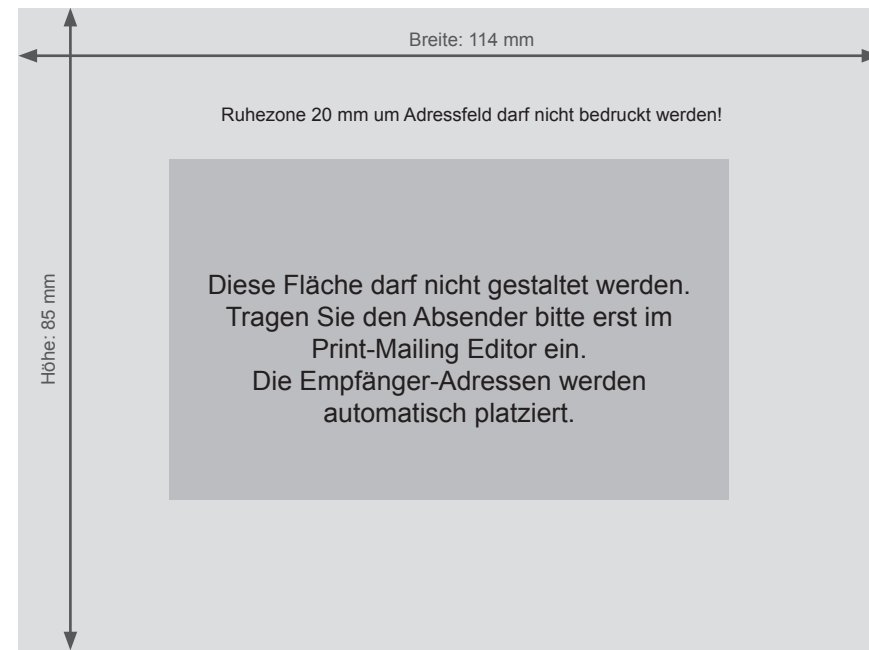 Breite: 114 mm
Ruhezone 20 mm um Adressfeld darf nicht bedruckt werden!
Höhe: 85 mm
Diese Fläche darf nicht gestaltet werden.
Tragen Sie den Absender bitte erst im
Print-Mailing Editor ein.
Die Empfänger-Adressen werden
automatisch platziert.